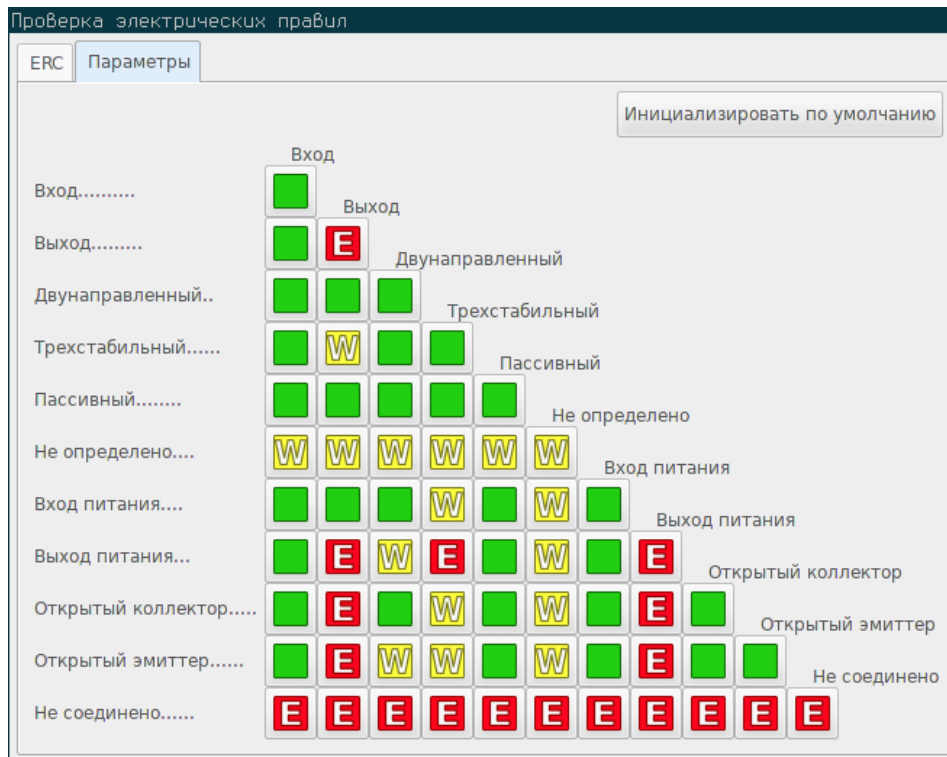 Проверка электрических правил
ERC Параметры
Инициализировать по умолчанию
Вход
Вход..........
Выход
Выход.........
E
Двунаправленный
Двунаправленный..
Трехстабильный
Трехстабильный......
W
Пассивный
Пассивный........
Не определено
Не определено....
W W W W W W
Вход питания
Вход питания....
W W
Выход питания
Выход питания...
E W E W E
Открытый коллектор
Открытый коллектор.....
E W W E
Открытый эмиттер
Открытый эмиттер......
E W W W E
Не соединено
Не соединено......
E E E E E E E E E E E